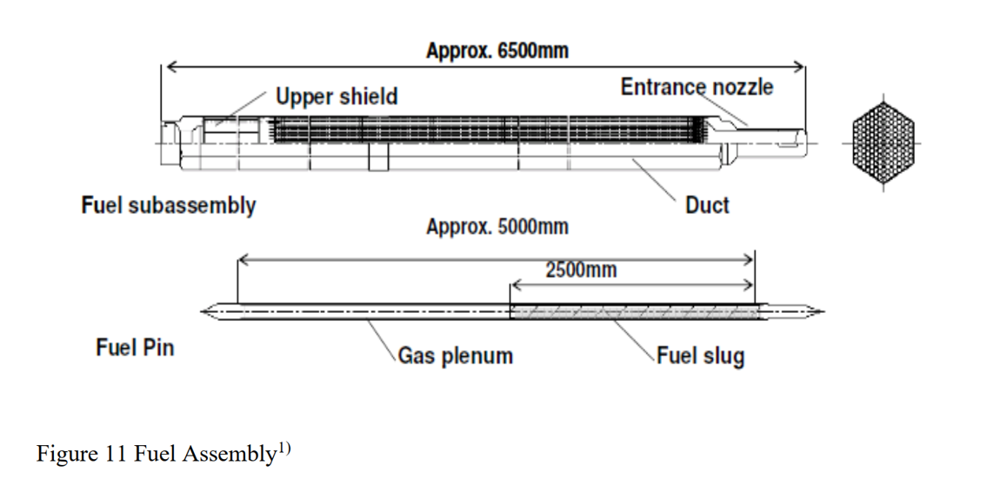 Approx. 6500mm
Upper shield
Entrance nozzle
Fuel subassembly
Duct
Approx. 5000mm
2500mm
Fuel Pin
Gas plenum
Fuel slug
Figure 11 Fuel Assembly1)